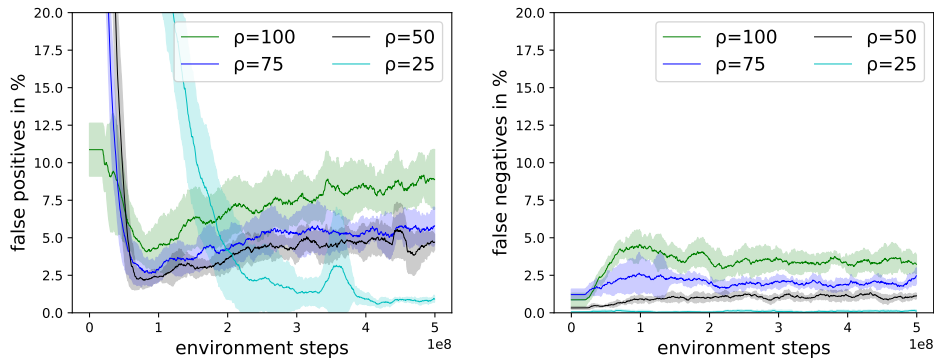 20.0
17.5
15.0
12.5
10.0
7.5
5.0
2.5
0.0
false positives in %
ρ=100
ρ=75
ρ=50
ρ=25
0 1 2 3 4 5
1e8
environment steps
20.0
17.5
15.0
12.5
10.0
7.5
5.0
2.5
0.0
false negatives in %
ρ=100
ρ=75
ρ=50
ρ=25
0 1 2 3 4 5
1e8
environment steps